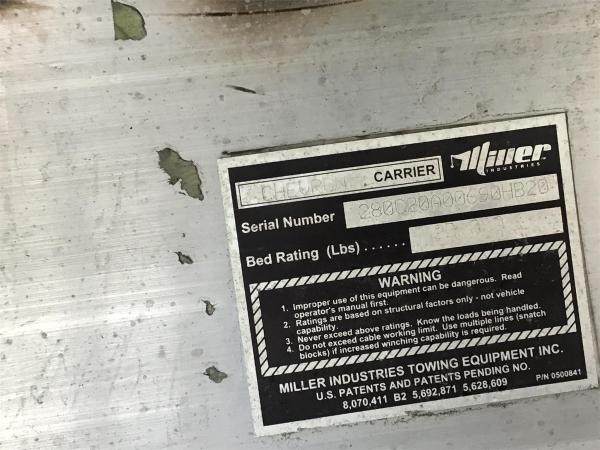 CHEVRON CARRIER Miller INDUSTRIES ™
Serial Number 280C20A00690HB20
Bed Rating (Lbs) ......
WARNING
1. Improper use of this equipment can be dangerous. Read
operator's manual first.
2. Ratings are based on structural factors only - not vehicle
capability.
3. Never exceed above ratings. Know the loads being handled.
4. Do not exceed cable working limit. Use multiple lines (snatch
blocks) if increased winching capability is required.
MILLER INDUSTRIES TOWING EQUIPMENT INC.
U.S. PATENTS AND PATENTS PENDING NO.
8,070,411 B2 5,692,871 5,628,609
P/N 0500841